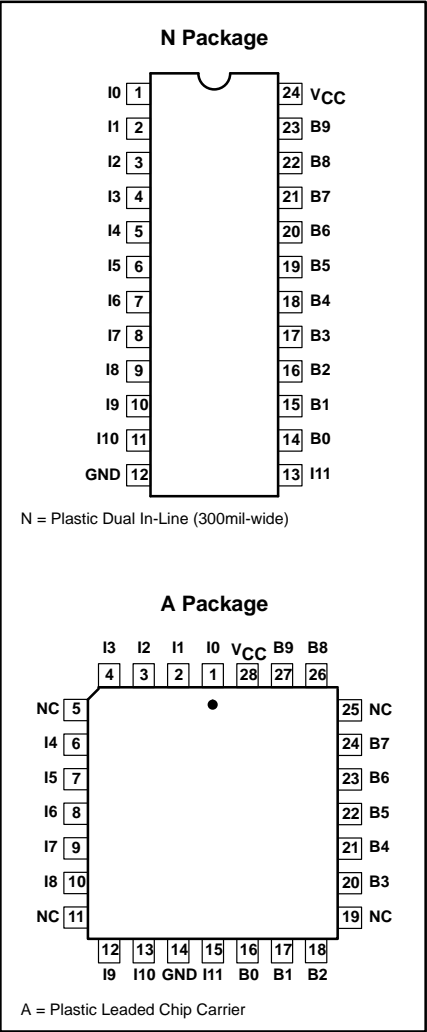 N Package
I0 1 24 VCC
I1 2 23 B9
I2 3 22 B8
I3 4 21 B7
I4 5 20 B6
I5 6 19 B5
I6 7 18 B4
I7 8 17 B3
I8 9 16 B2
I9 10 15 B1
I10 11 14 B0
GND 12 13 I11
N = Plastic Dual In-Line (300mil-wide)
A Package
I3 I2 I1 I0 VCC B9 B8
4 3 2 1 28 27 26
NC 5 25 NC
I4 6 24 B7
I5 7 23 B6
I6 8 22 B5
I7 9 21 B4
I8 10 20 B3
NC 11 19 NC
12 13 14 15 16 17 18
I9 I10 GND I11 B0 B1 B2
A = Plastic Leaded Chip Carrier